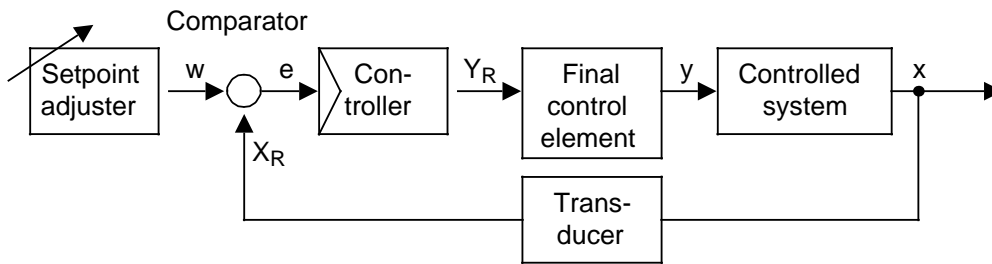 Comparator
Setpoint
adjuster
w
e
Con-
troller
Y_R
Final
control
element
y
Controlled
system
x
X_R
Trans-
ducer